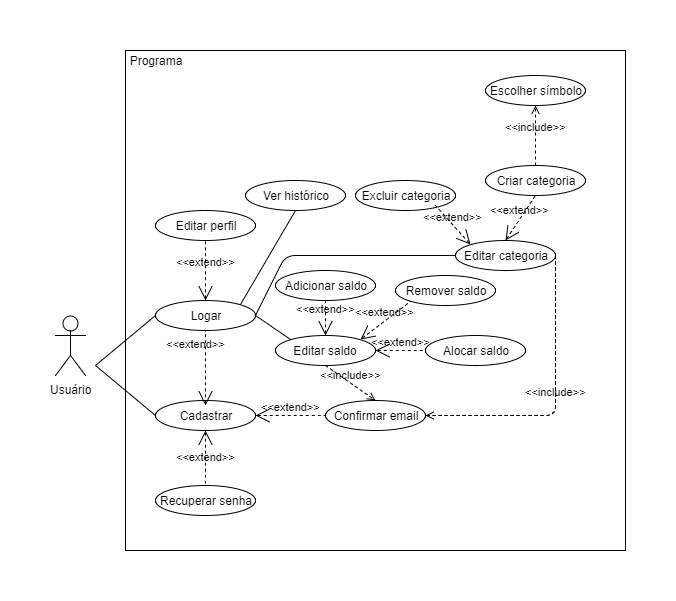 Programa
Escolher símbolo
<<include>>
Criar categoria
Ver histórico
Excluir categoria
<<extend>>
<<extend>>
Editar perfil
Editar categoria
<<extend>>
Adicionar saldo
Remover saldo
<<extend>>
<<extend>>
Logar
<<extend>>
<<extend>>
Editar saldo
Alocar saldo
<<include>>
Usuário
<<include>>
<<extend>>
Cadastrar
Confirmar email
<<extend>>
Recuperar senha